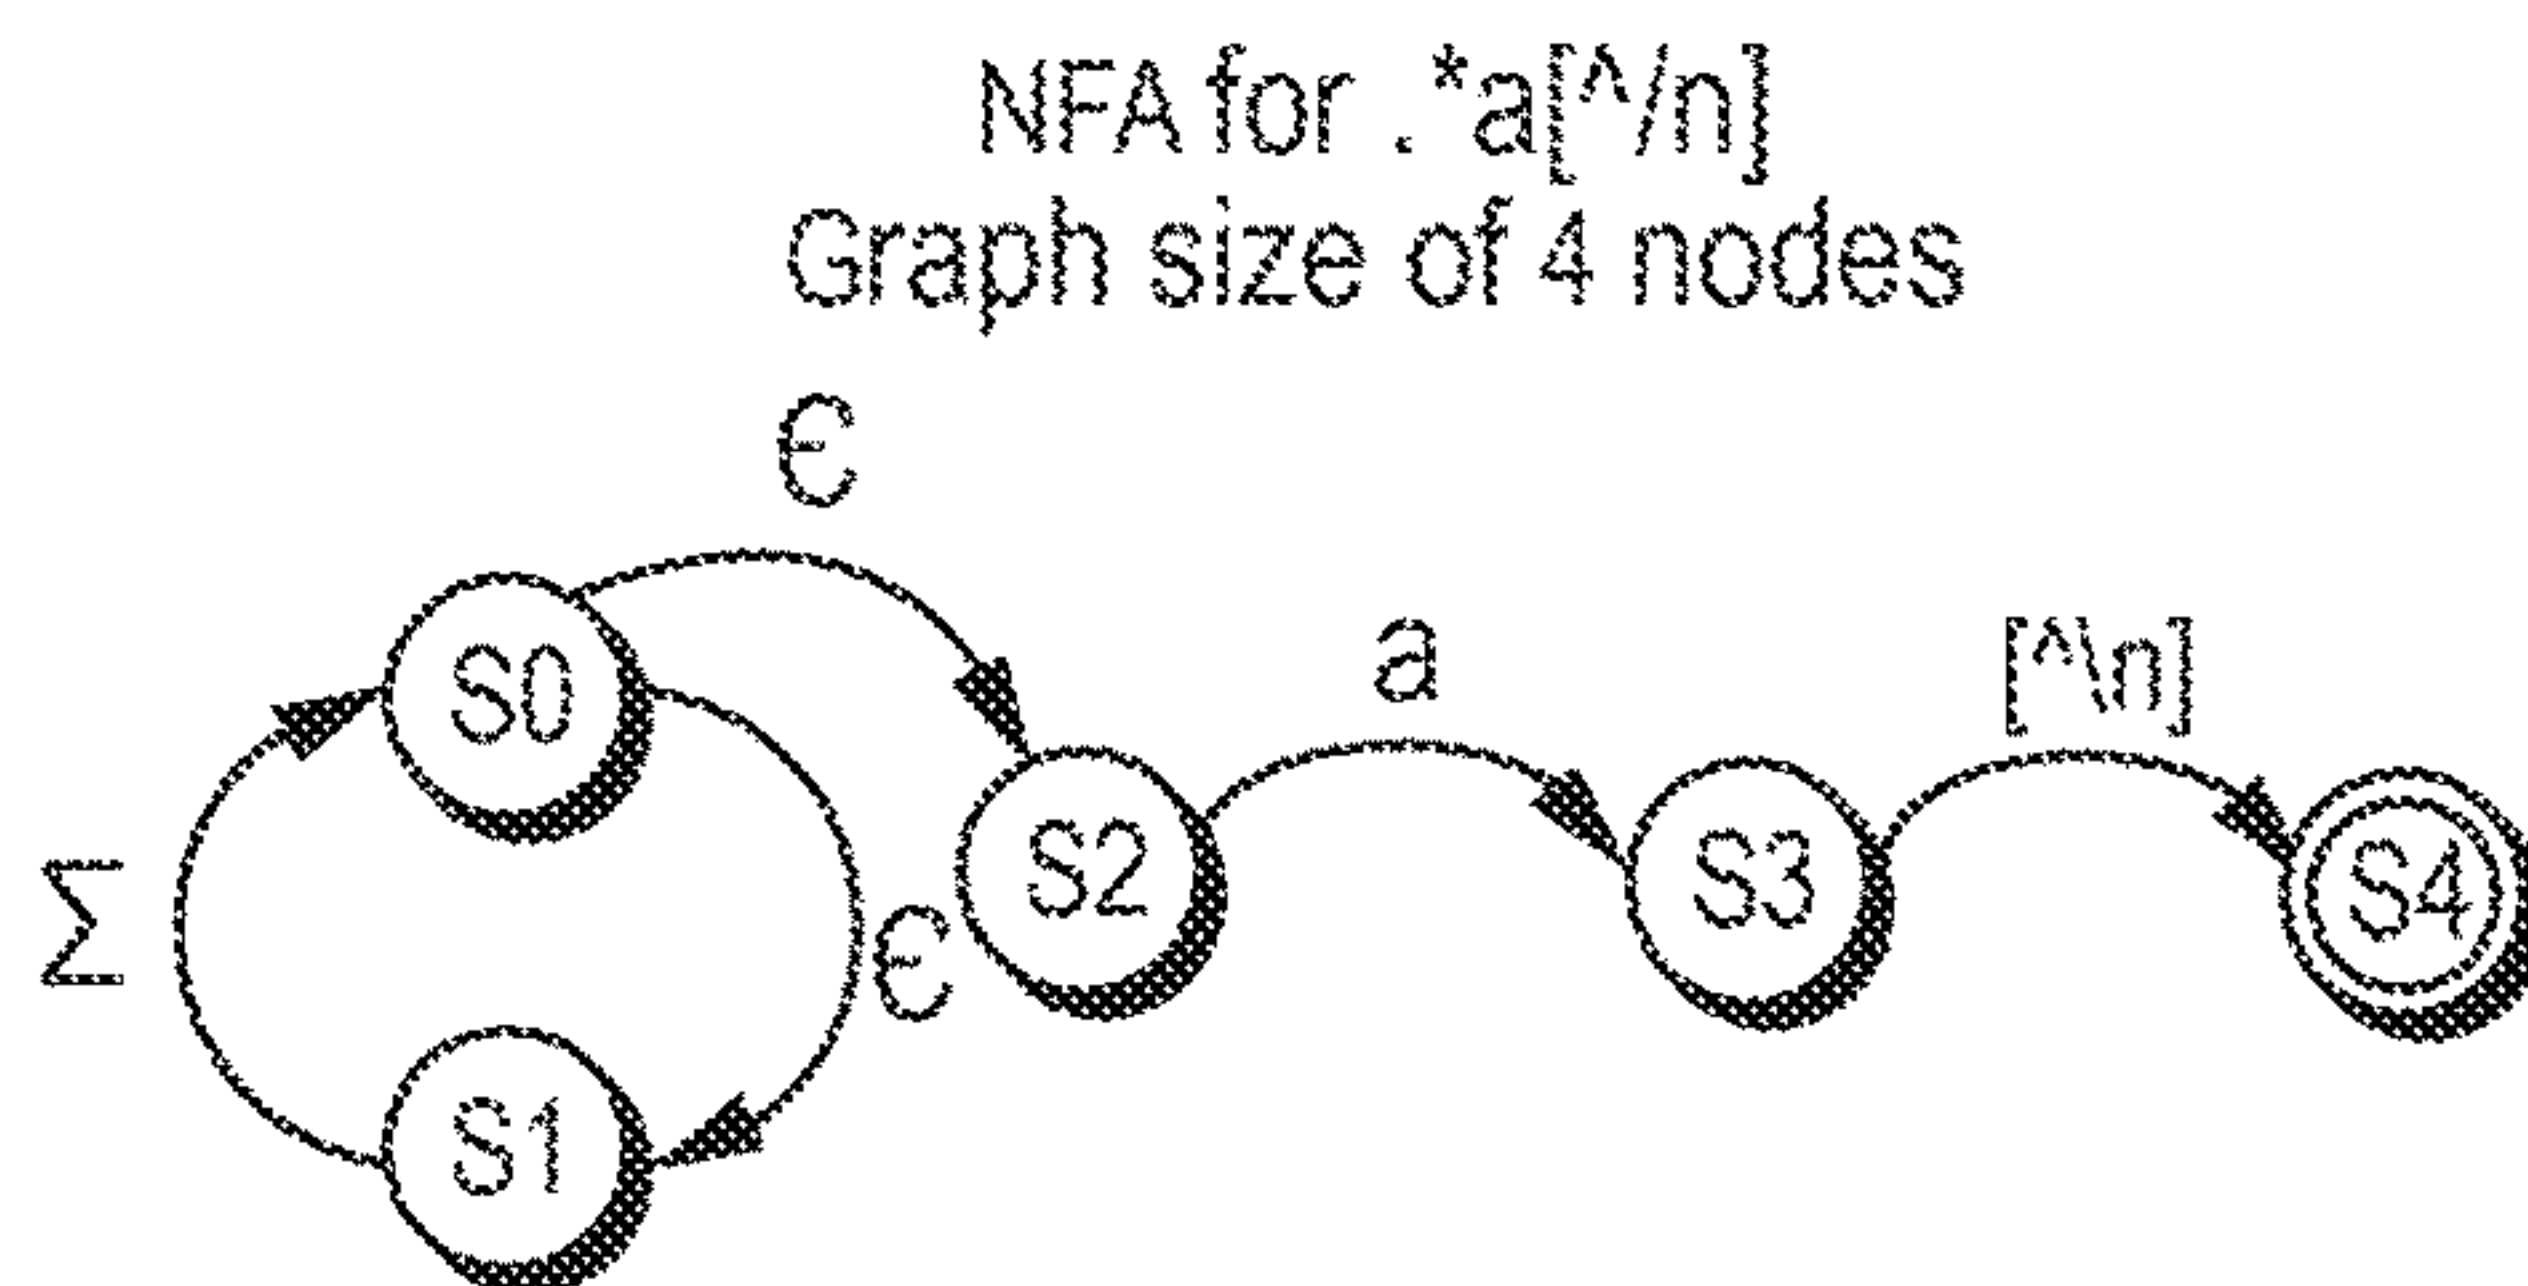 NFA for .*a[^/n]
Graph size of 4 nodes
Є
S0
a
[^\n]
S2
S3
S4
Σ
Є
S1